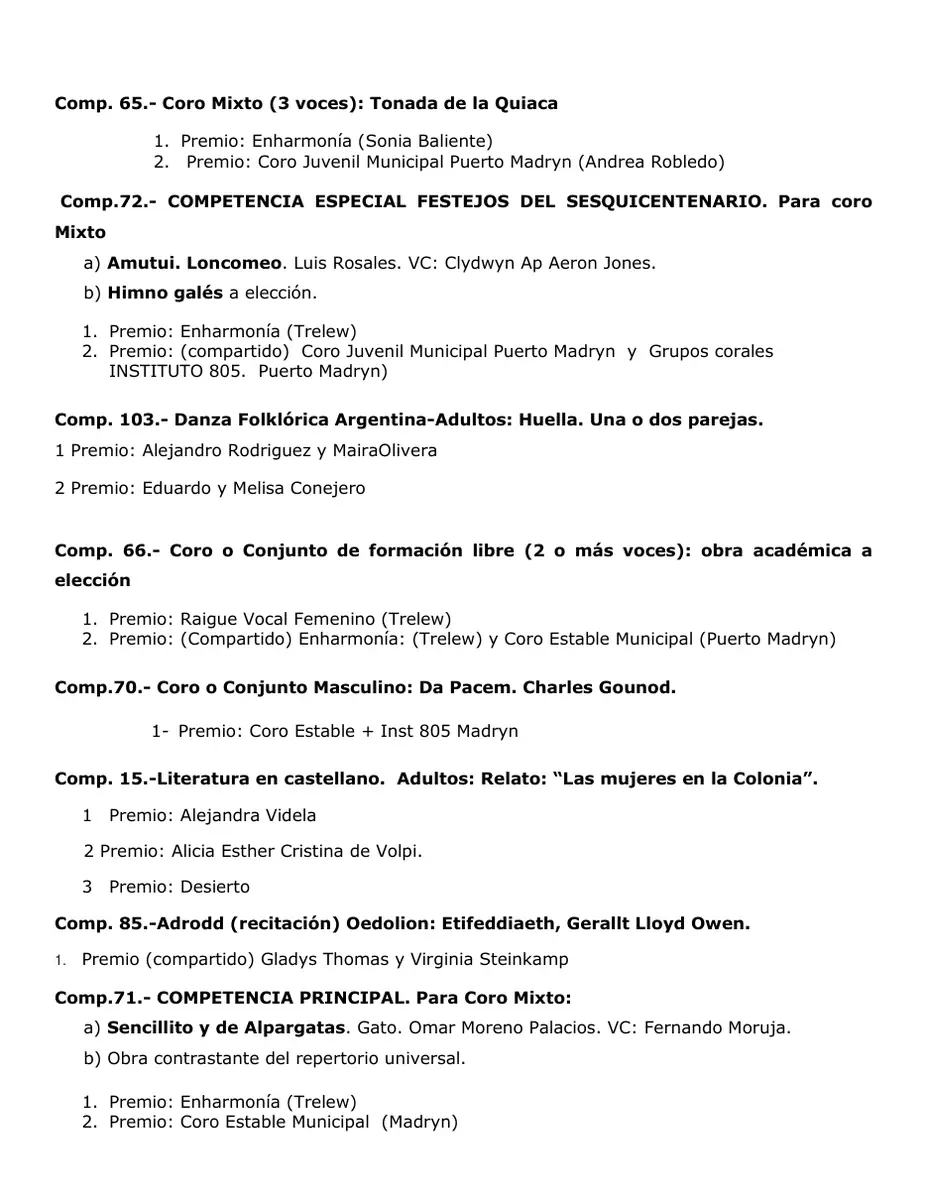 Comp. 65.- Coro Mixto (3 voces): Tonada de la Quiaca
1. Premio: Enharmonía (Sonia Baliente)
2. Premio: Coro Juvenil Municipal Puerto Madryn (Andrea Robledo)
Comp.72.- COMPETENCIA ESPECIAL FESTEJOS DEL SESQUICENTENARIO. Para coro
Mixto
a) Amutui. Loncomeo. Luis Rosales. VC: Clydwyn Ap Aeron Jones.
b) Himno galés a elección.
1. Premio: Enharmonía (Trelew)
2. Premio: (compartido) Coro Juvenil Municipal Puerto Madryn y Grupos corales
INSTITUTO 805. Puerto Madryn)
Comp. 103.- Danza Folklórica Argentina-Adultos: Huella. Una o dos parejas.
1 Premio: Alejandro Rodriguez y MairaOlivera
2 Premio: Eduardo y Melisa Conejero
Comp. 66.- Coro o Conjunto de formación libre (2 o más voces): obra académica a
elección
1. Premio: Raigue Vocal Femenino (Trelew)
2. Premio: (Compartido) Enharmonía: (Trelew) y Coro Estable Municipal (Puerto Madryn)
Comp.70.- Coro o Conjunto Masculino: Da Pacem. Charles Gounod.
1- Premio: Coro Estable + Inst 805 Madryn
Comp. 15.-Literatura en castellano. Adultos: Relato: “Las mujeres en la Colonia”.
1 Premio: Alejandra Videla
2 Premio: Alicia Esther Cristina de Volpi.
3 Premio: Desierto
Comp. 85.-Adrodd (recitación) Oedolion: Etifeddiaeth, Gerallt Lloyd Owen.
1. Premio (compartido) Gladys Thomas y Virginia Steinkamp
Comp.71.- COMPETENCIA PRINCIPAL. Para Coro Mixto:
a) Sencillito y de Alpargatas. Gato. Omar Moreno Palacios. VC: Fernando Moruja.
b) Obra contrastante del repertorio universal.
1. Premio: Enharmonía (Trelew)
2. Premio: Coro Estable Municipal (Madryn)